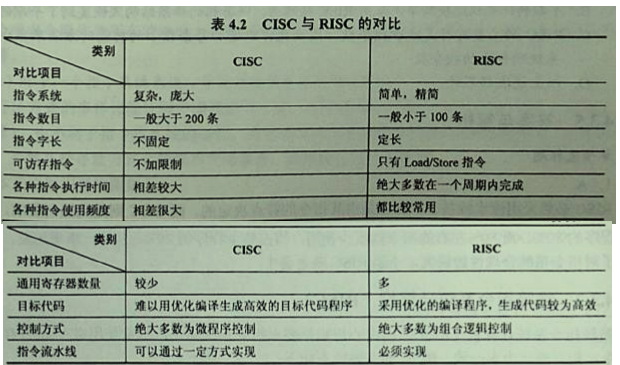 表 4.2 CISC 与 RISC 的对比
类别
对比项目 CISC RISC
指令系统 复杂，庞大 简单，精简
指令数目 一般大于 200 条 一般小于 100 条
指令字长 不固定 定长
可访存指令 不加限制 只有 Load/Store 指令
各种指令执行时间 相差较大 绝大多数在一个周期内完成
各种指令使用频度 相差很大 都比较常用
类别
对比项目 CISC RISC
通用寄存器数量 较少 多
目标代码 难以用优化编译生成高效的目标代码程序 采用优化的编译程序，生成代码较为高效
控制方式 绝大多数为微程序控制 绝大多数为组合逻辑控制
指令流水线 可以通过一定方式实现 必须实现